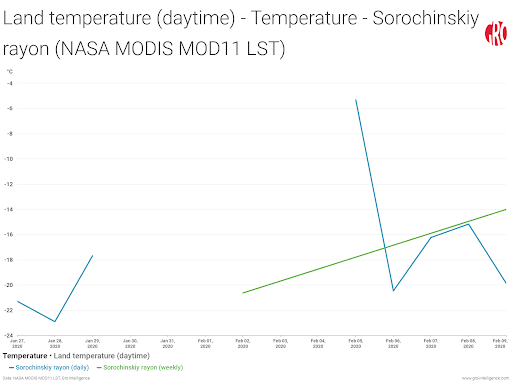 Land temperature (daytime) - Temperature - Sorochinskiy
rayon (NASA MODIS MOD11 LST)
GRO
°C
-4
-6
-8
-10
-12
-14
-16
-18
-20
-22
-24
Jan 27, Jan 28, Jan 29, Jan 30, Jan 31, Feb 01, Feb 02, Feb 03, Feb 04, Feb 05, Feb 06, Feb 07, Feb 08, Feb 09,
2020 2020 2020 2020 2020 2020 2020 2020 2020 2020 2020 2020 2020 2020
Temperature • Land temperature (daytime)
— Sorochinskiy rayon (daily) — Sorochinskiy rayon (weekly)
Data: NASA MODIS MOD11 LST, Gro Intelligence www.gro-intelligence.com